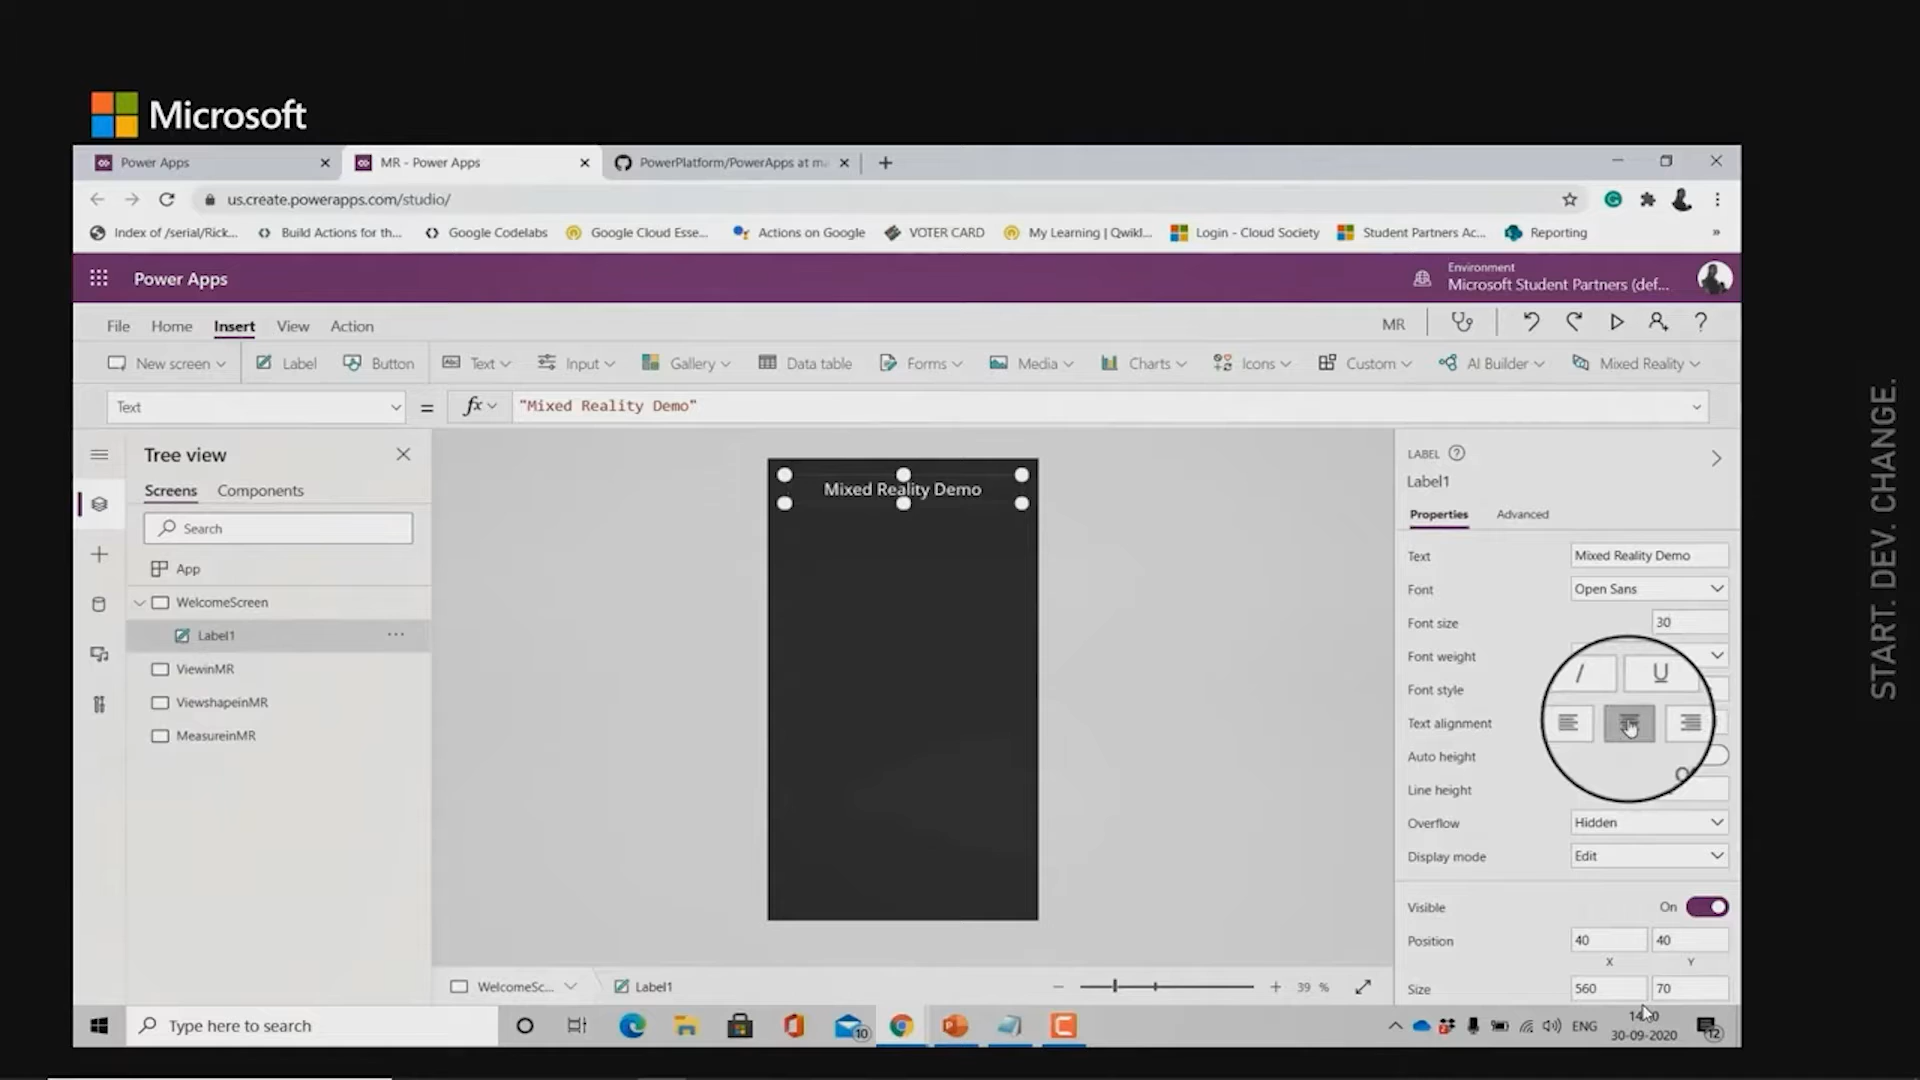 Microsoft
Power Apps
MR - Power Apps
PowerPlatform/PowerApps at ma
us.create.powerapps.com/studio/
Index of /serial/Rick...
Build Actions for th...
Google Codelabs
Google Cloud Esse...
Actions on Google
VOTER CARD
My Learning | Qwikl...
Login - Cloud Society
Student Partners Ac...
Reporting
»
Power Apps
Environment
Microsoft Student Partners (def...
File Home Insert View Action
MR
?
New screen
Label
Button
Text
Input
Gallery
Data table
Forms
Media
Charts
Icons
Custom
AI Builder
Mixed Reality
Text
=
fx
"Mixed Reality Demo"
Tree view
Screens Components
Search
App
WelcomeScreen
Label1
...
ViewinMR
ViewshapeinMR
MeasureinMR
Mixed Reality Demo
LABEL ?
Label1
Properties Advanced
Text Mixed Reality Demo
Font Open Sans
Font size 30
Font weight
Font style / U
Text alignment
Auto height
Line height
Overflow Hidden
Display mode Edit
Visible On
Position 40 40
X Y
Size 560 70
WelcomeSc...
Label1
39 %
Type here to search
10
ENG
30-09-2020
12
START. DEV. CHANGE.